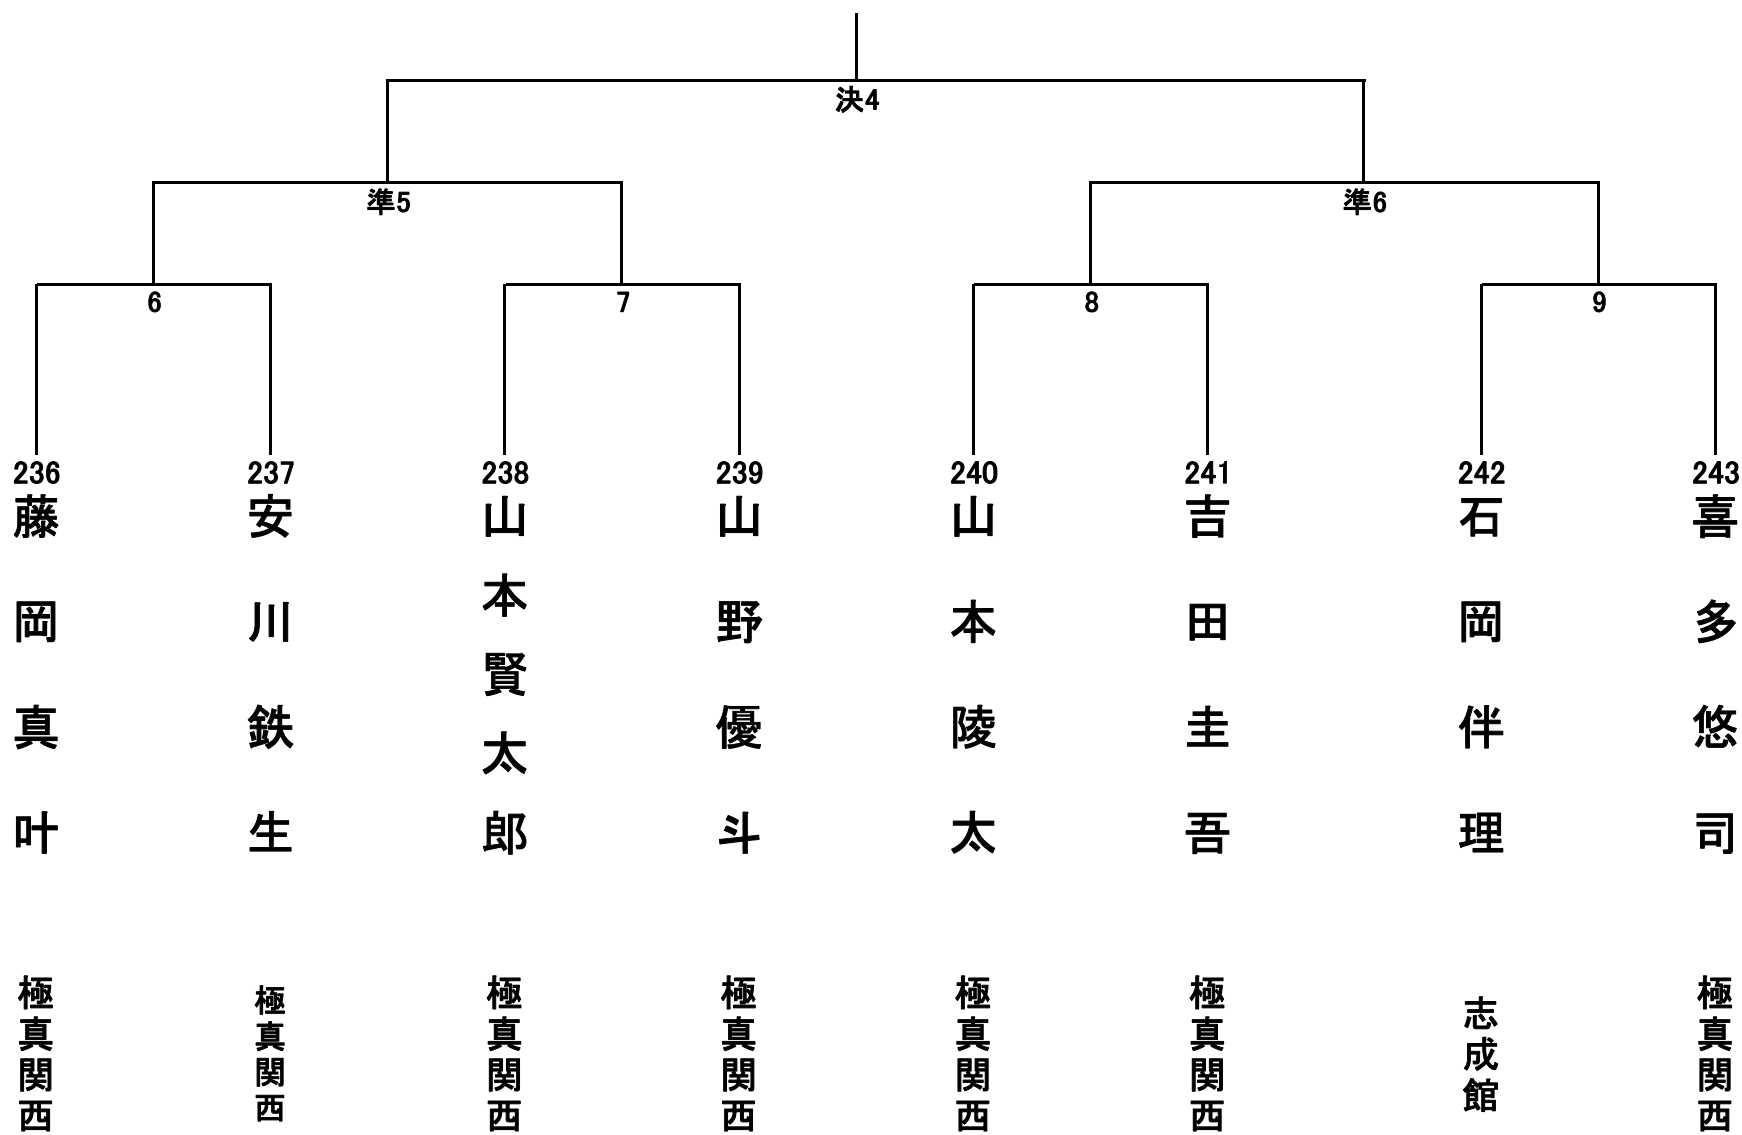 決4
準5
準6
6
7
8
9
236
237
238
239
240
241
242
243
藤岡真叶
安川鉄生
山本賢太郎
山野優斗
山本陵太
吉田圭吾
石岡伴理
喜多悠司
極真関西
極真関西
極真関西
極真関西
極真関西
極真関西
志成館
極真関西